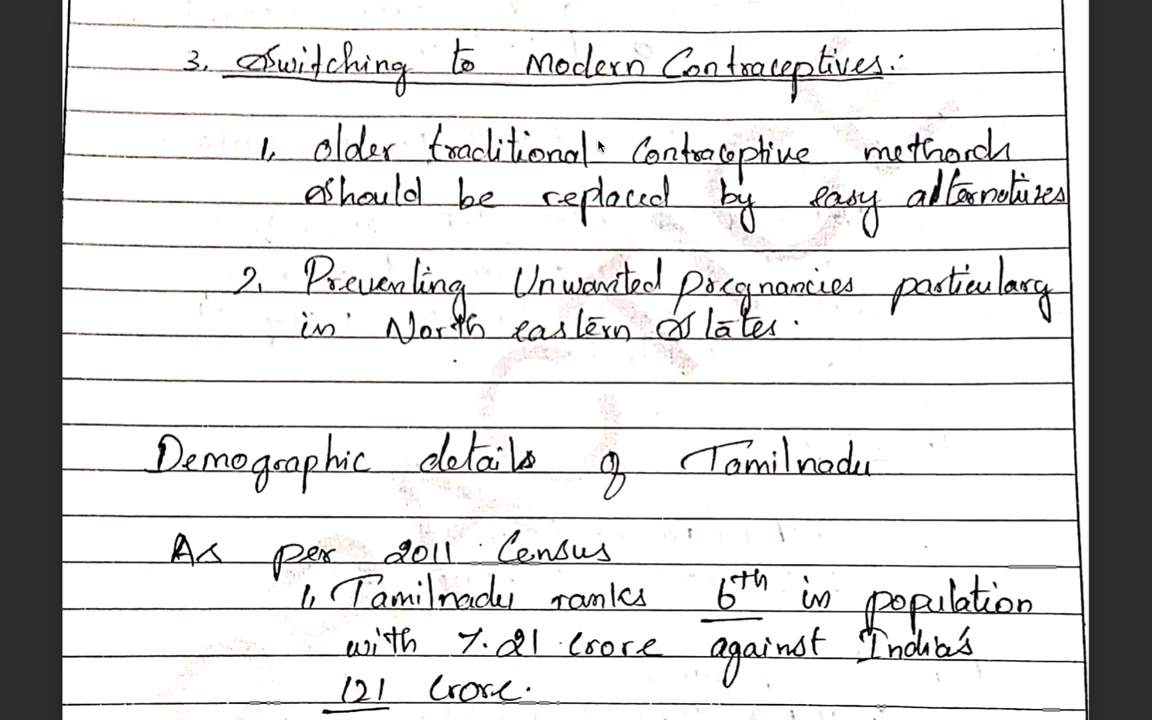 3. Switching to Modern Contraceptives:
1. Older traditional contraceptive methods
should be replaced by easy alternatives
2. Preventing Unwanted pregnancies particulary
in North eastern States.
Demographic details of Tamilnadu
As per 2011 Census
1. Tamilnadu ranks 6th in population
with 7.21 crore against India's
121 crore.